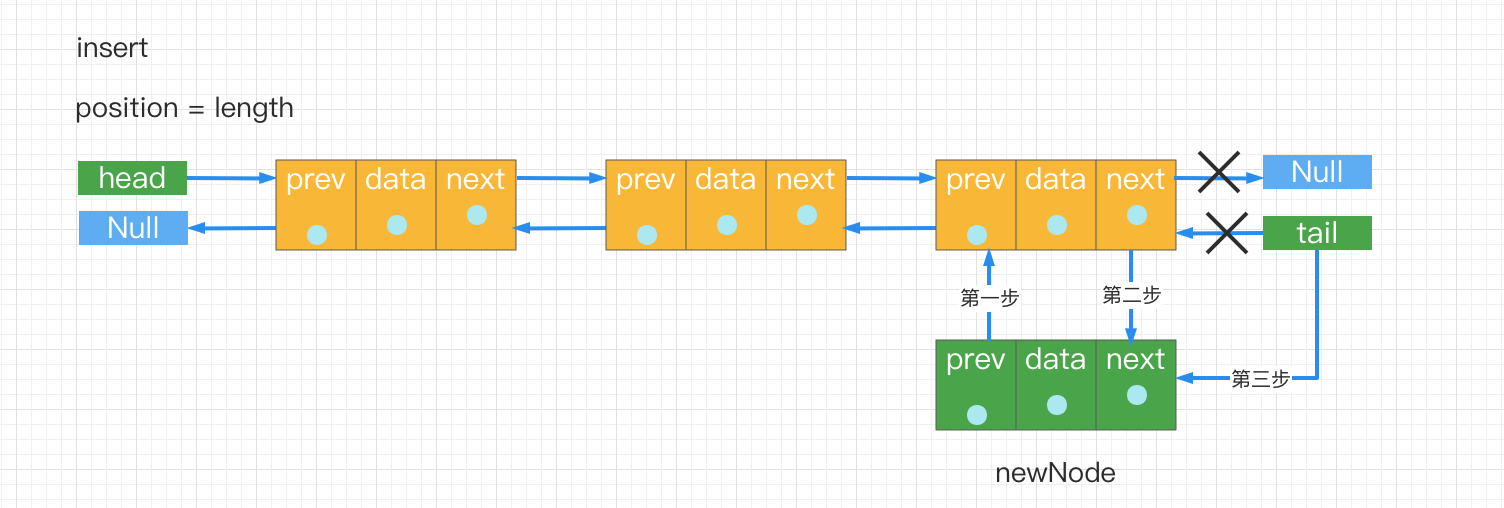 insert
position = length
head
prev data next
prev data next
prev data next
Null
Null
tail
第一步
第二步
prev data next
第三步
newNode